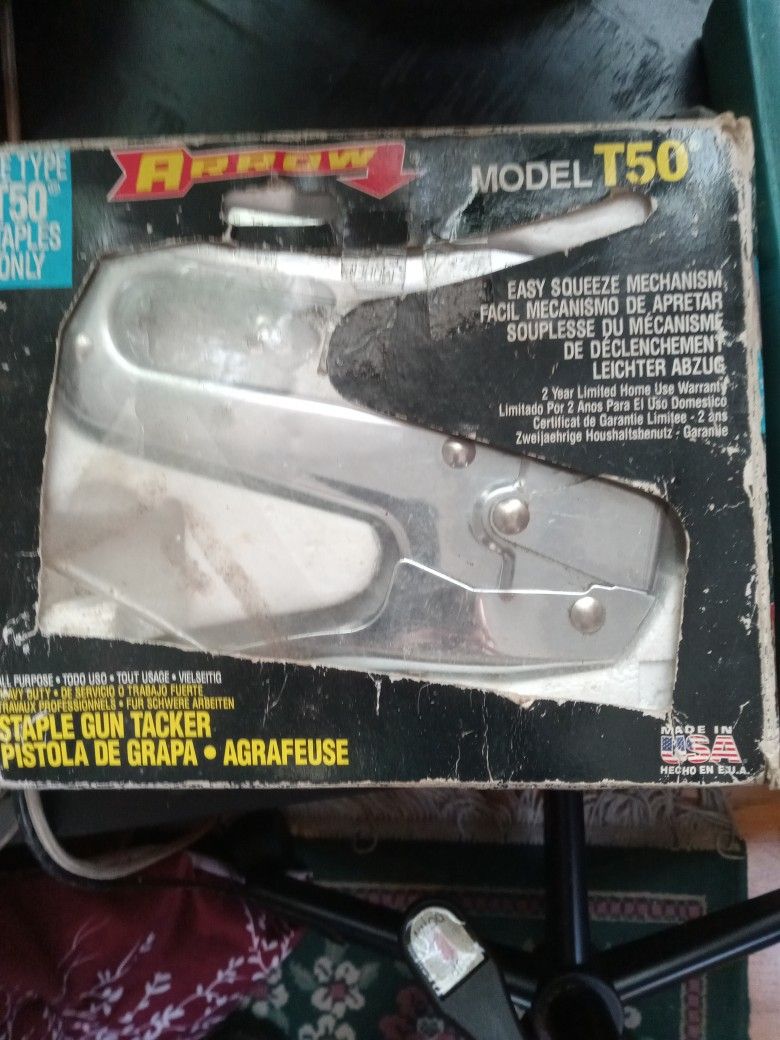 E TYPE
T50™
TAPLES
ONLY
ARROW
MODEL T50®
EASY SQUEEZE MECHANISM
FACIL MECANISMO DE APRETAR
SOUPLESSE DU MÉCANISME
DE DÉCLENCHEMENT
LEICHTER ABZUG
2 Year Limited Home Use Warranty
Limitado Por 2 Anos Para El Uso Domestico
Certificat de Garantie Limitee - 2 ans
Zweijaehrige Houshaltsbenutz - Garantie
ALL PURPOSE • TODO USO • TOUT USAGE • VIELSEITIG
HEAVY DUTY • DE SERVICIO O TRABAJO FUERTE
TRAVAUX PROFESSIONNELS • FUR SCHWERE ARBEITEN
STAPLE GUN TACKER
PISTOLA DE GRAPA • AGRAFEUSE
MADE IN
USA
HECHO EN E.U.A.